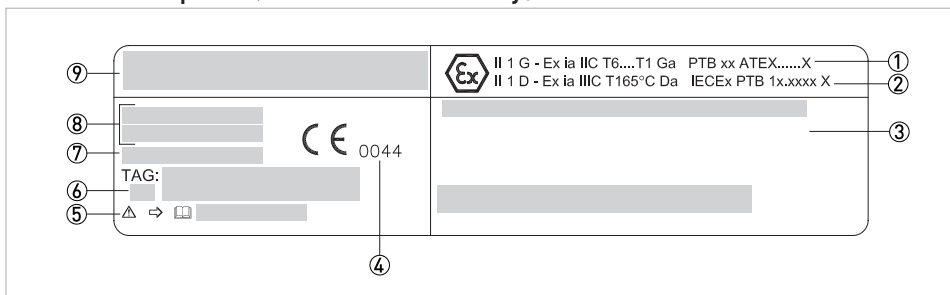 II 1 G - Ex ia IIC T6....T1 Ga PTB xx ATEX......X
II 1 D - Ex ia IIIC T165°C Da IECEx PTB 1x.xxxx X
Ex
CE 0044
TAG:
① ② ③ ④ ⑤ ⑥ ⑦ ⑧ ⑨